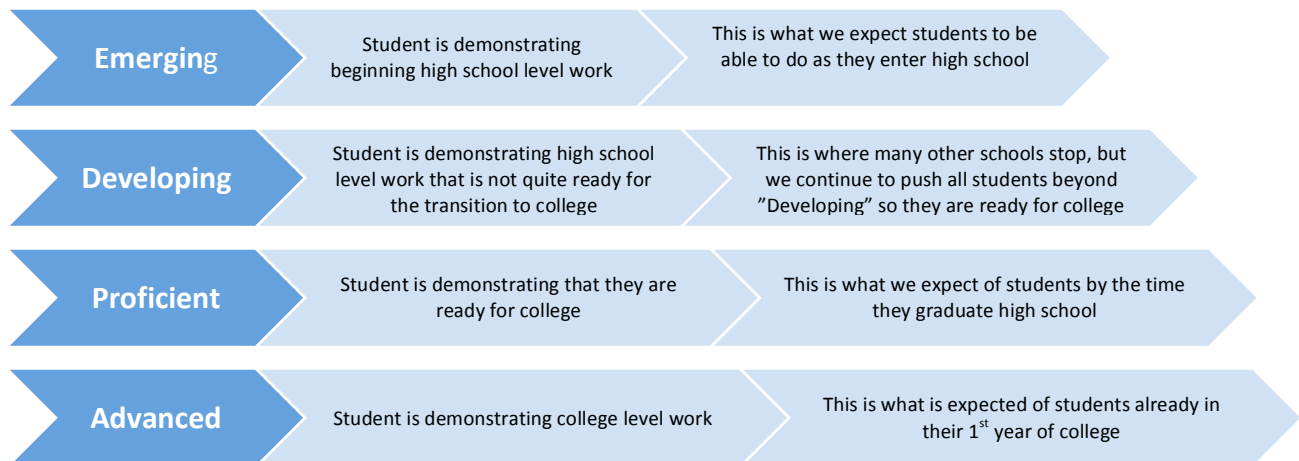 Emerging
Student is demonstrating
beginning high school level work
This is what we expect students to be
able to do as they enter high school
Developing
Student is demonstrating high school
level work that is not quite ready for
the transition to college
This is where many other schools stop, but
we continue to push all students beyond
”Developing” so they are ready for college
Proficient
Student is demonstrating that they are
ready for college
This is what we expect of students by the time
they graduate high school
Advanced
Student is demonstrating college level work
This is what is expected of students already in
their 1st year of college